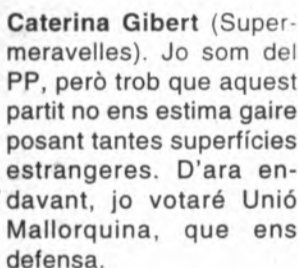 Caterina Gibert (Super-
meravelles). Jo som del
PP, però trob que aquest
partit no ens estima gaire
posant tantes superfícies
estrangeres. D'ara en-
davant, jo votaré Unió
Mallorquina, que ens
defensa.